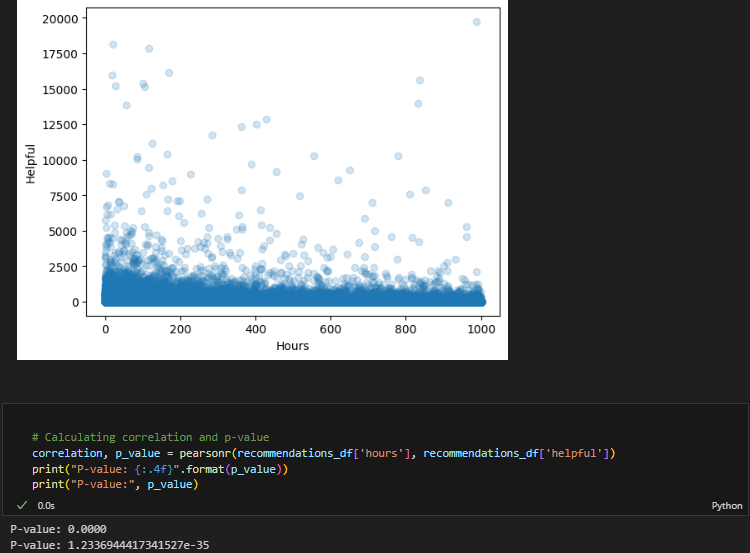 20000
17500
15000
12500
10000
7500
5000
2500
0
Helpful
0 200 400 600 800 1000
Hours
# Calculating correlation and p-value
correlation, p_value = pearsonr(recommendations_df['hours'], recommendations_df['helpful'])
print("P-value: {:.4f}".format(p_value))
print("P-value:", p_value)
0.0s
Python
P-value: 0.0000
P-value: 1.2336944417341527e-35